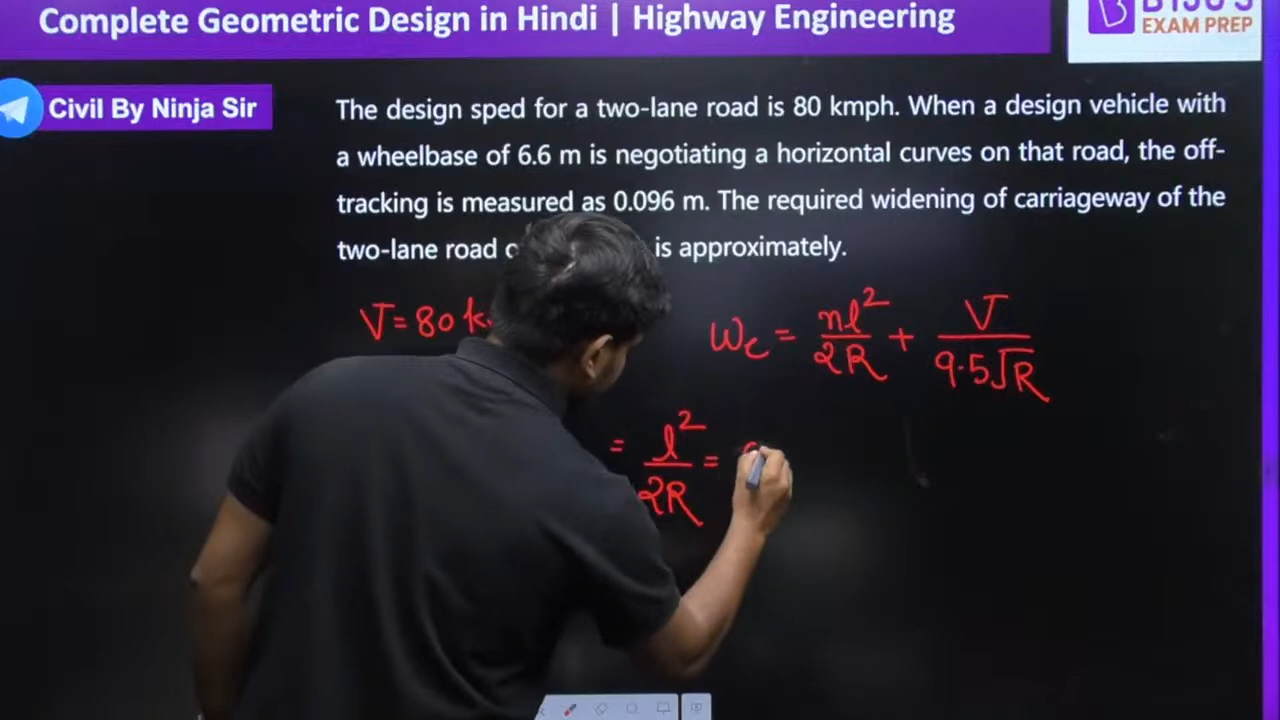 Complete Geometric Design in Hindi | Highway Engineering
BYJU'S
EXAM PREP
Civil By Ninja Sir
The design sped for a two-lane road is 80 kmph. When a design vehicle with
a wheelbase of 6.6 m is negotiating a horizontal curves on that road, the off-
tracking is measured as 0.096 m. The required widening of carriageway of the
two-lane road is approximately.
V = 80 k
We = nl²/2R + V/9.5√R
= l²/2R =